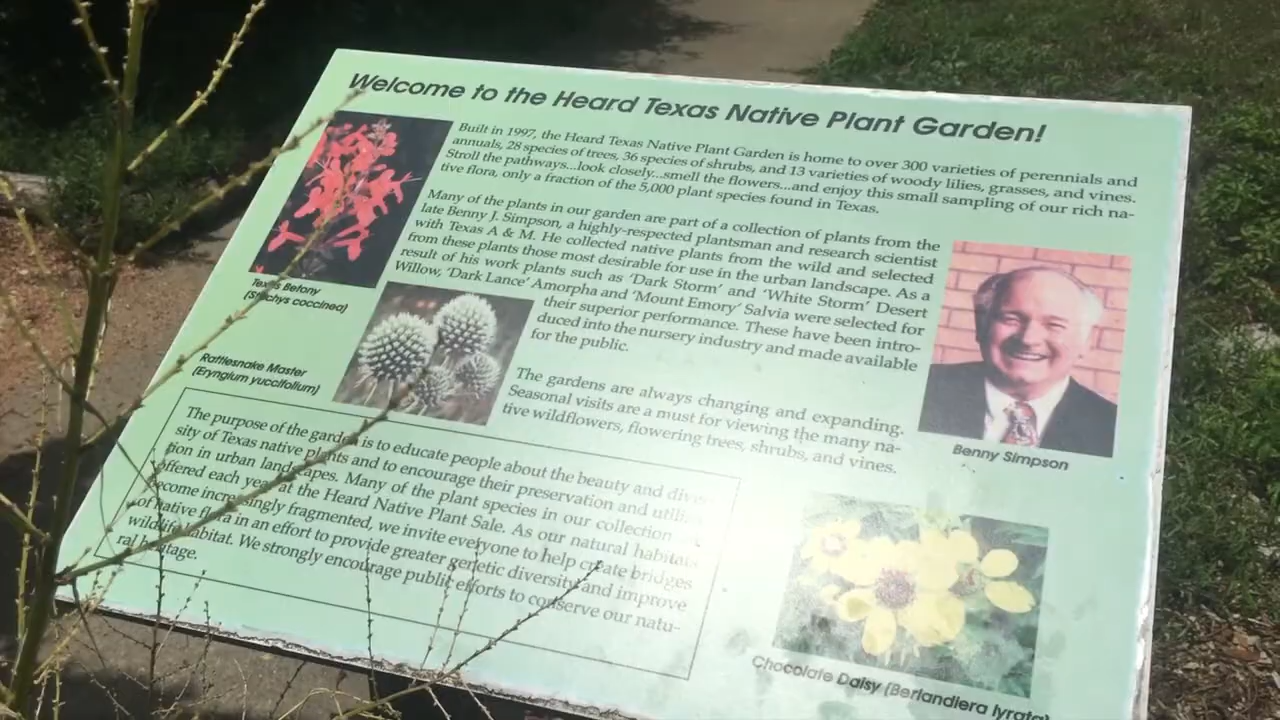 Welcome to the Heard Texas Native Plant Garden!
Built in 1997, the Heard Texas Native Plant Garden is home to over 300 varieties of perennials and
annuals, 28 species of trees, 36 species of shrubs, and 13 varieties of woody lilies, grasses, and vines.
Stroll the pathways...look closely...smell the flowers...and enjoy this small sampling of our rich na-
tive flora, only a fraction of the 5,000 plant species found in Texas.
Many of the plants in our garden are part of a collection of plants from the
late Benny J. Simpson, a highly-respected plantsman and research scientist
with Texas A & M. He collected native plants from the wild and selected
from these plants those most desirable for use in the urban landscape. As a
result of his work plants such as 'Dark Storm' and 'White Storm' Desert
Willow, 'Dark Lance' Amorpha and 'Mount Emory' Salvia were selected for
their superior performance. These have been intro-
duced into the nursery industry and made available
for the public.
Texas Betony
(Stachys coccinea)
Rattlesnake Master
(Eryngium yuccifolium)
The gardens are always changing and expanding.
Seasonal visits are a must for viewing the many na-
tive wildflowers, flowering trees, shrubs, and vines.
Benny Simpson
The purpose of the garden is to educate people about the beauty and diver-
sity of Texas native plants and to encourage their preservation and utiliza-
tion in urban landscapes. Many of the plant species in our collection
offered each year at the Heard Native Plant Sale. As our natural habitats
become increasingly fragmented, we invite everyone to help create bridges
of native flora in an effort to provide greater genetic diversity and improve
wildlife habitat. We strongly encourage public efforts to conserve our natu-
ral heritage.
Chocolate Daisy (Berlandiera lyrata)